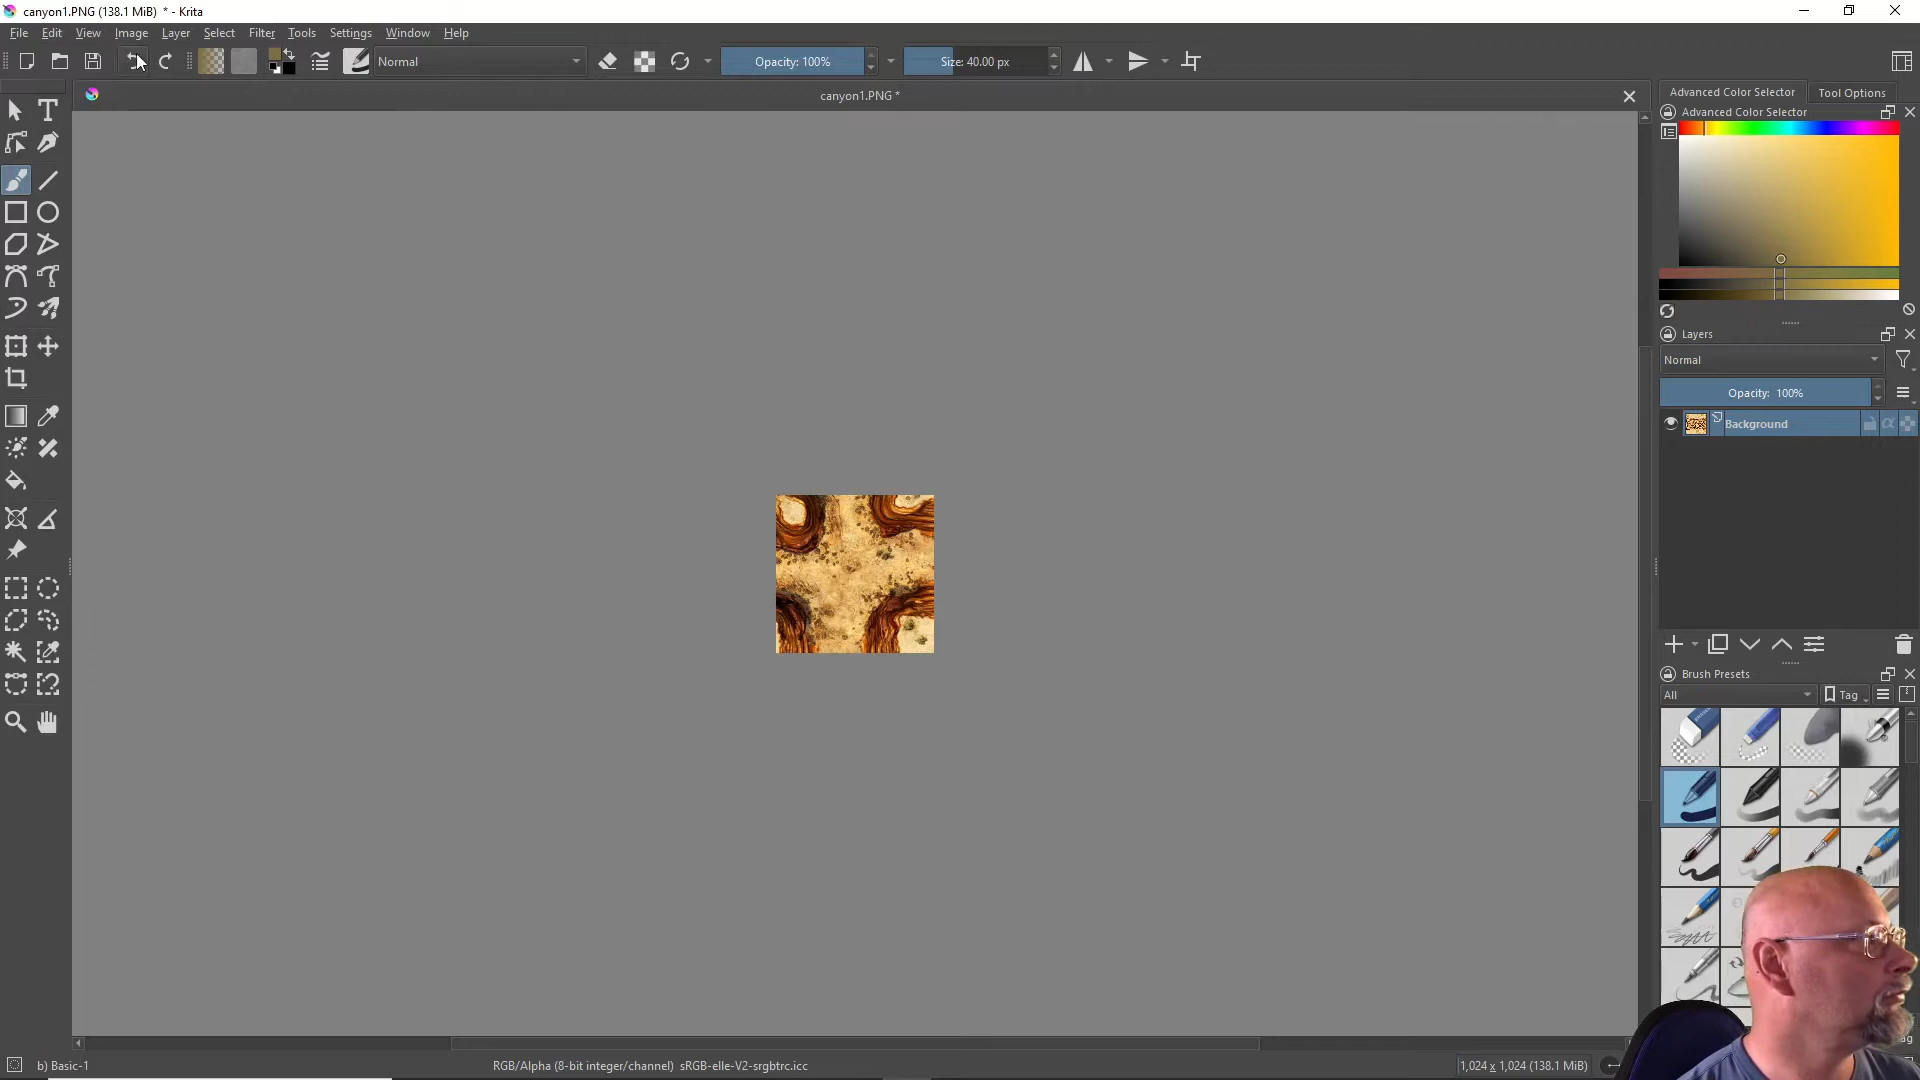 canyon1.PNG (138.1 MiB) * - Krita
File Edit View Image Layer Select Filter Tools Settings Window Help
Normal
Opacity: 100%
Size: 40.00 px
canyon1.PNG *
Advanced Color Selector
Tool Options
Advanced Color Selector
Layers
Normal
Opacity: 100%
Background
Brush Presets
All
Tag
b) Basic-1
RGB/Alpha (8-bit integer/channel) sRGB-elle-V2-srgbtrc.icc
1,024 x 1,024 (138.1 MiB)